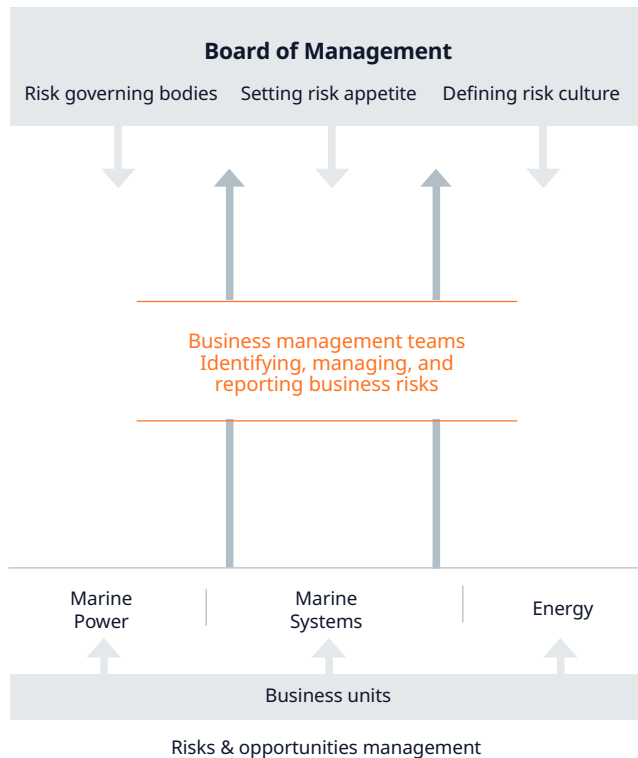 Board of Management
Risk governing bodies Setting risk appetite Defining risk culture
Business management teams
Identifying, managing, and
reporting business risks
Marine
Power
Marine
Systems
Energy
Business units
Risks & opportunities management